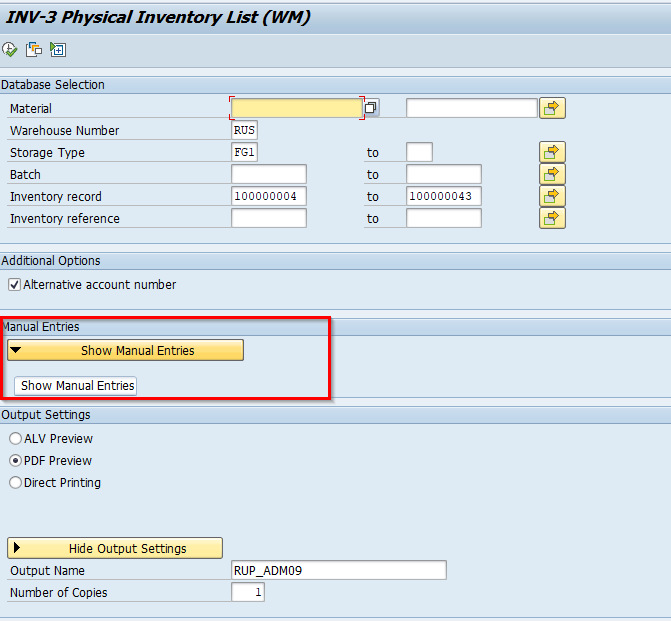 INV-3 Physical Inventory List (WM)
Database Selection
Material
Warehouse Number RUS
Storage Type FG1 to
Batch to
Inventory record 100000004 to 100000043
Inventory reference to
Additional Options
Alternative account number
Manual Entries
Show Manual Entries
Show Manual Entries
Output Settings
ALV Preview
PDF Preview
Direct Printing
Hide Output Settings
Output Name RUP_ADM09
Number of Copies 1